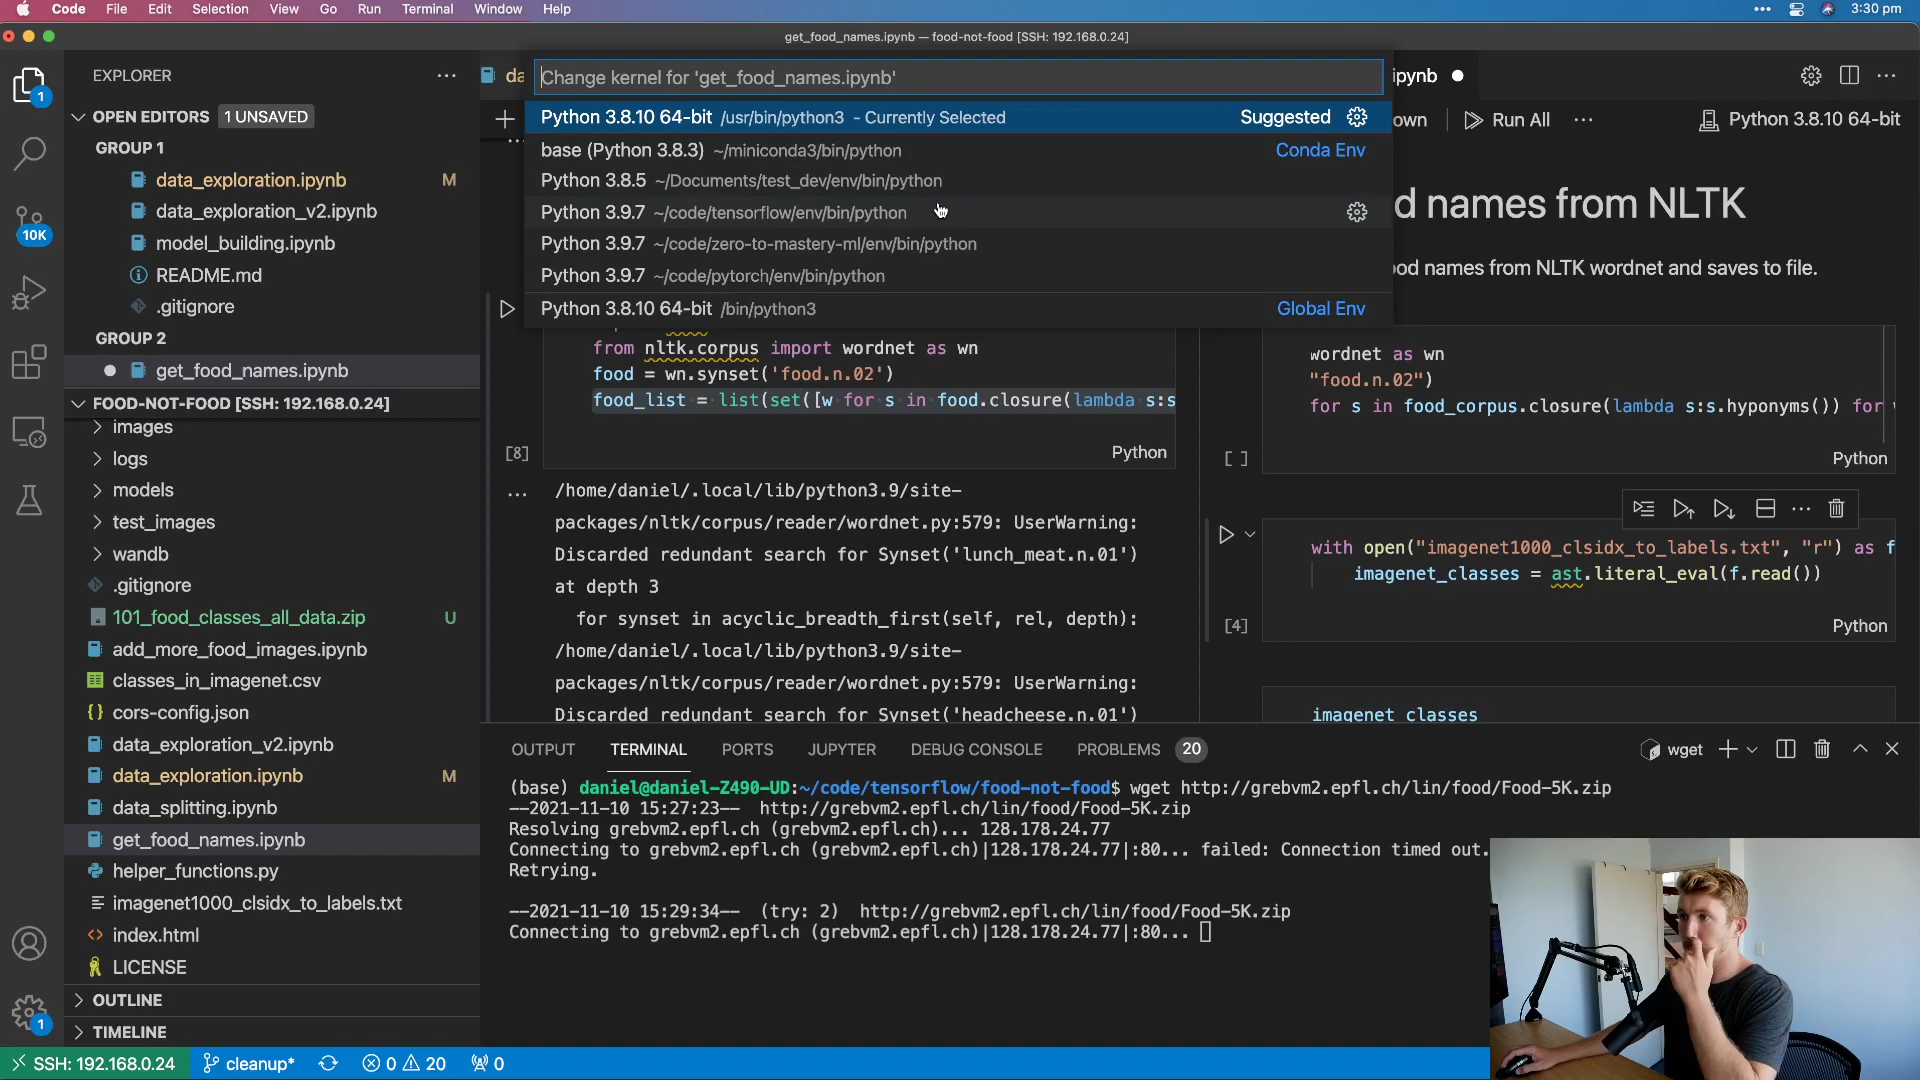 Code File Edit Selection View Go Run Terminal Window Help
3:30 pm
get_food_names.ipynb — food-not-food [SSH: 192.168.0.24]
EXPLORER
OPEN EDITORS 1 UNSAVED
GROUP 1
data_exploration.ipynb M
data_exploration_v2.ipynb
model_building.ipynb
README.md
.gitignore
GROUP 2
get_food_names.ipynb
FOOD-NOT-FOOD [SSH: 192.168.0.24]
images
logs
models
test_images
wandb
.gitignore
101_food_classes_all_data.zip U
add_more_food_images.ipynb
classes_in_imagenet.csv
cors-config.json
data_exploration_v2.ipynb
data_exploration.ipynb M
data_splitting.ipynb
get_food_names.ipynb
helper_functions.py
imagenet1000_clsidx_to_labels.txt
index.html
LICENSE
OUTLINE
TIMELINE
1
10K
1
da
Change kernel for 'get_food_names.ipynb'
Python 3.8.10 64-bit /usr/bin/python3 - Currently Selected Suggested
base (Python 3.8.3) ~/miniconda3/bin/python Conda Env
Python 3.8.5 ~/Documents/test_dev/env/bin/python
Python 3.9.7 ~/code/tensorflow/env/bin/python
Python 3.9.7 ~/code/zero-to-mastery-ml/env/bin/python
Python 3.9.7 ~/code/pytorch/env/bin/python
Python 3.8.10 64-bit /bin/python3 Global Env
ipynb
own Run All ··· Python 3.8.10 64-bit
d names from NLTK
od names from NLTK wordnet and saves to file.
from nltk.corpus import wordnet as wn
food = wn.synset('food.n.02')
food_list = list(set([w for s in food.closure(lambda s:s
[8] Python
/home/daniel/.local/lib/python3.9/site-
packages/nltk/corpus/reader/wordnet.py:579: UserWarning:
Discarded redundant search for Synset('lunch_meat.n.01')
at depth 3
for synset in acyclic_breadth_first(self, rel, depth):
/home/daniel/.local/lib/python3.9/site-
packages/nltk/corpus/reader/wordnet.py:579: UserWarning:
Discarded redundant search for Synset('headcheese.n.01')
wordnet as wn
"food.n.02")
for s in food_corpus.closure(lambda s:s.hyponyms()) for
[ ] Python
with open("imagenet1000_clsidx_to_labels.txt", "r") as f
imagenet_classes = ast.literal_eval(f.read())
[4] Python
imagenet_classes
OUTPUT TERMINAL PORTS JUPYTER DEBUG CONSOLE PROBLEMS 20 wget
(base) daniel@daniel-Z490-UD:~/code/tensorflow/food-not-food$ wget http://grebvm2.epfl.ch/lin/food/Food-5K.zip
--2021-11-10 15:27:23-- http://grebvm2.epfl.ch/lin/food/Food-5K.zip
Resolving grebvm2.epfl.ch (grebvm2.epfl.ch)... 128.178.24.77
Connecting to grebvm2.epfl.ch (grebvm2.epfl.ch)|128.178.24.77|:80... failed: Connection timed out.
Retrying.
--2021-11-10 15:29:34-- (try: 2) http://grebvm2.epfl.ch/lin/food/Food-5K.zip
Connecting to grebvm2.epfl.ch (grebvm2.epfl.ch)|128.178.24.77|:80...
SSH: 192.168.0.24 cleanup* 0 20 0